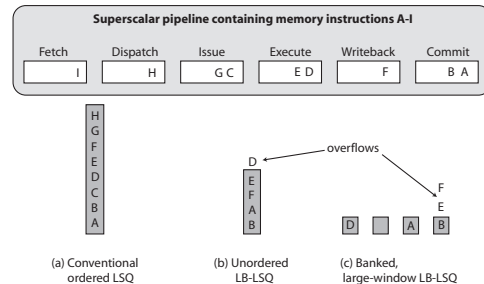 Superscalar pipeline containing memory instructions A-I
Fetch Dispatch Issue Execute Writeback Commit
I H G C E D F B A
H
G
F
E
D
C
B
A
overflows
D
E
F
A
B
F
E
D A B
(a) Conventional
ordered LSQ
(b) Unordered
LB-LSQ
(c) Banked,
large-window LB-LSQ